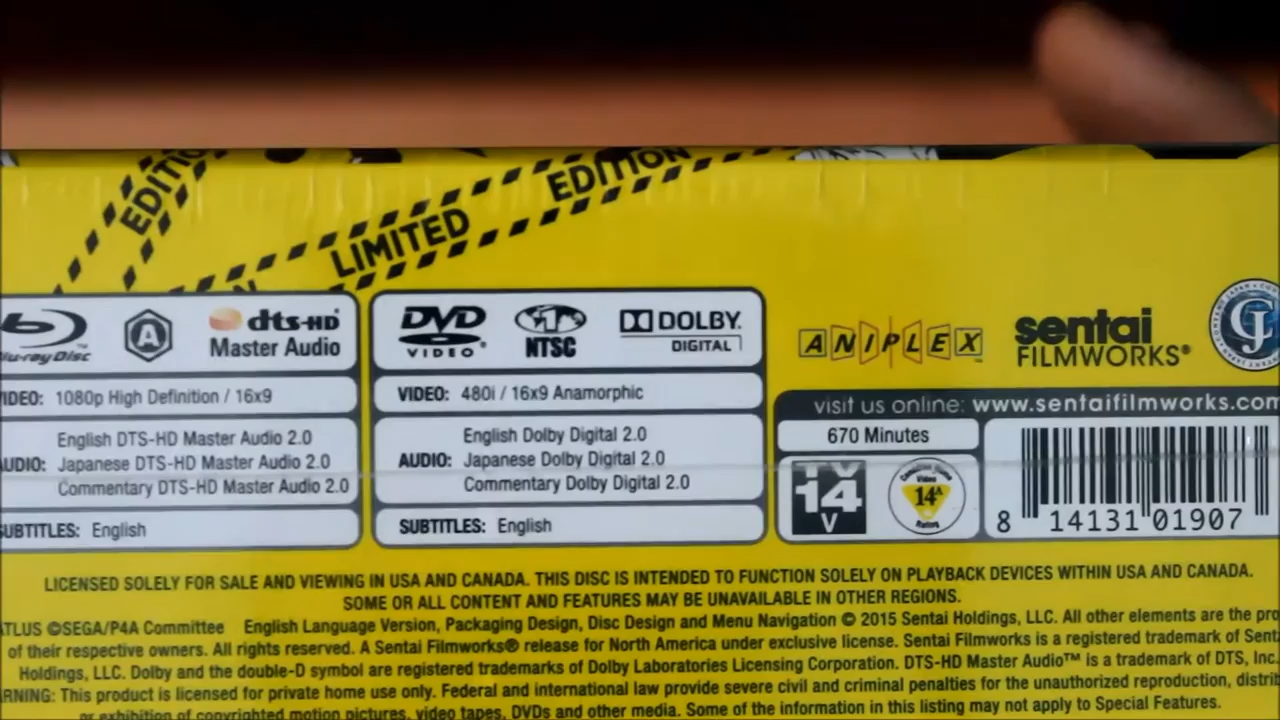 EDITIO
LIMITED EDITION
N
Blu-ray Disc
A
dts-HD
Master Audio
VIDEO: 1080p High Definition / 16x9
AUDIO: English DTS-HD Master Audio 2.0
Japanese DTS-HD Master Audio 2.0
Commentary DTS-HD Master Audio 2.0
SUBTITLES: English
DVD
VIDEO
NTSC
DOLBY.
DIGITAL
VIDEO: 480i / 16x9 Anamorphic
AUDIO: English Dolby Digital 2.0
Japanese Dolby Digital 2.0
Commentary Dolby Digital 2.0
SUBTITLES: English
ANIPLEX
sentai
FILMWORKS®
CJ
visit us online: www.sentaifilmworks.com
670 Minutes
TV
14
V
Canadian Home
Video
14A
Rating
8 14131 01907
LICENSED SOLELY FOR SALE AND VIEWING IN USA AND CANADA. THIS DISC IS INTENDED TO FUNCTION SOLELY ON PLAYBACK DEVICES WITHIN USA AND CANADA.
SOME OR ALL CONTENT AND FEATURES MAY BE UNAVAILABLE IN OTHER REGIONS.
ATLUS ©SEGA/P4A Committee English Language Version, Packaging Design, Disc Design and Menu Navigation © 2015 Sentai Holdings, LLC. All other elements are the pro
of their respective owners. All rights reserved. A Sentai Filmworks® release for North America under exclusive license. Sentai Filmworks is a registered trademark of Senta
Holdings, LLC. Dolby and the double-D symbol are registered trademarks of Dolby Laboratories Licensing Corporation. DTS-HD Master Audio™ is a trademark of DTS, Inc.
ARNING: This product is licensed for private home use only. Federal and international law provide severe civil and criminal penalties for the unauthorized reproduction, distrib
or exhibition of copyrighted motion pictures, video tapes, DVDs and other media. Some of the information in this listing may not apply to Special Features.